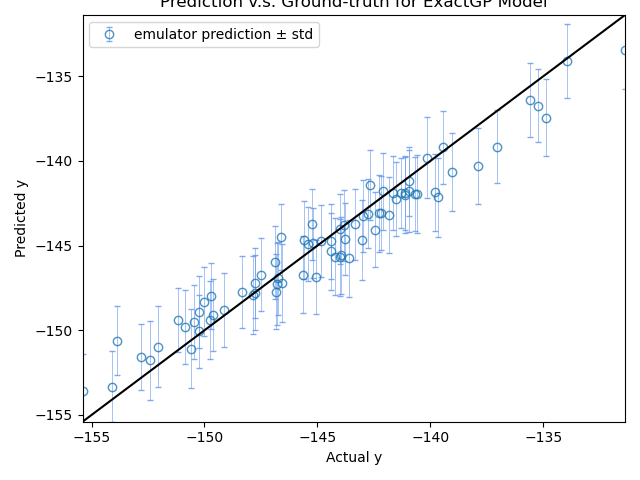 Prediction v.s. Ground-truth for ExactGP Model
emulator prediction ± std
Predicted y
−135
−140
−145
−150
−155
−155 −150 −145 −140 −135
Actual y